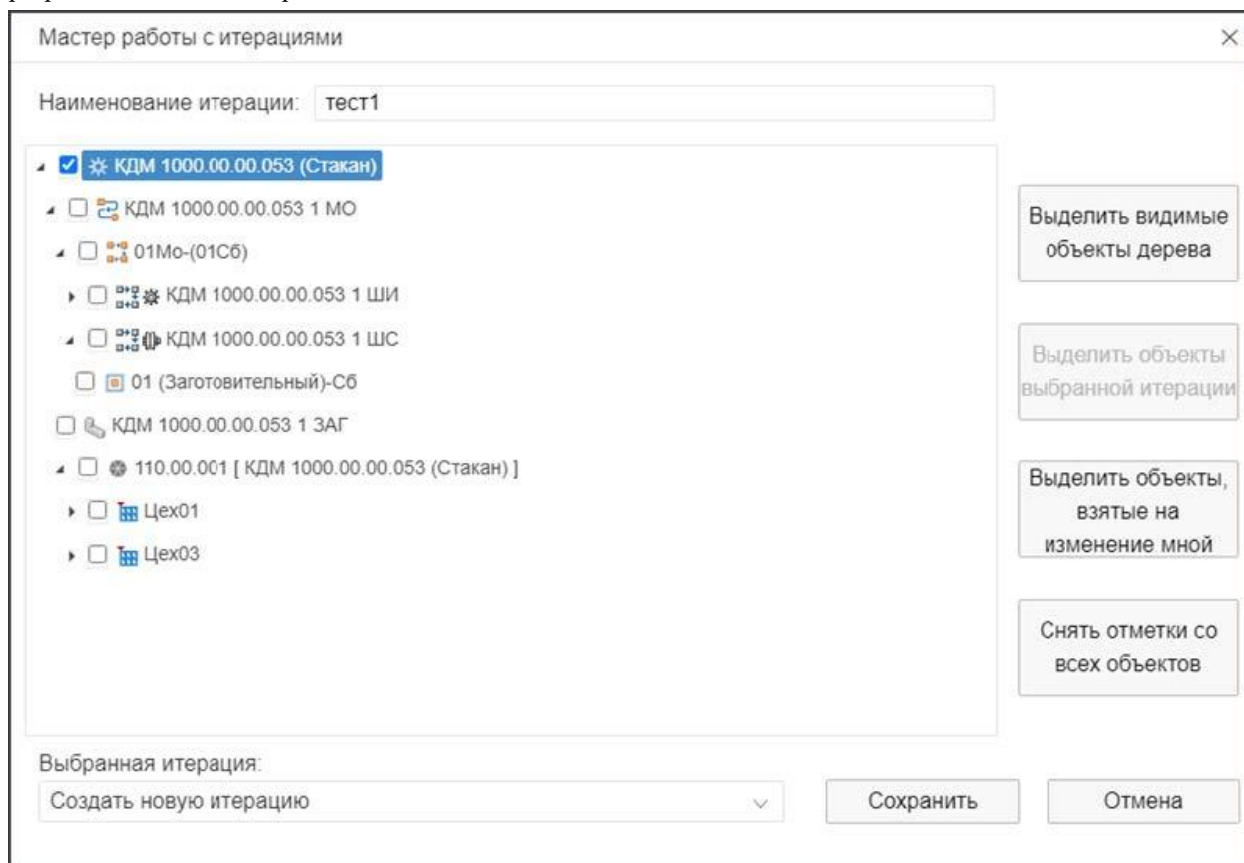 Мастер работы с итерациями
Наименование итерации: тест1
КДМ 1000.00.00.053 (Стакан)
КДМ 1000.00.00.053 1 МО
01Мо-(01Сб)
КДМ 1000.00.00.053 1 ШИ
КДМ 1000.00.00.053 1 ШС
01 (Заготовительный)-Сб
КДМ 1000.00.00.053 1 ЗАГ
110.00.001 [ КДМ 1000.00.00.053 (Стакан) ]
Цех01
Цех03
Выделить видимые
объекты дерева
Выделить объекты
выбранной итерации
Выделить объекты,
взятые на
изменение мной
Снять отметки со
всех объектов
Выбранная итерация:
Создать новую итерацию
Сохранить
Отмена